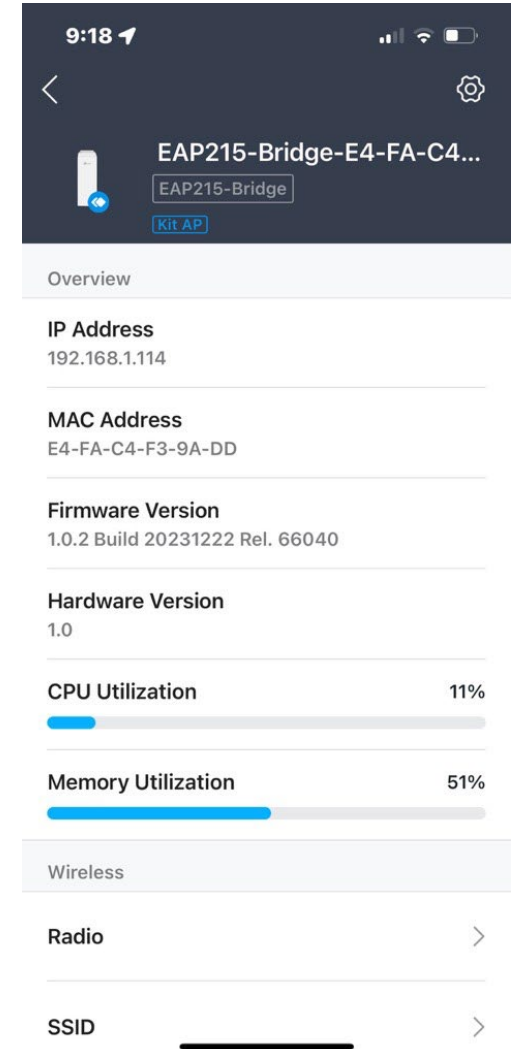 9:18
EAP215-Bridge-E4-FA-C4...
EAP215-Bridge
Kit AP
Overview
IP Address
192.168.1.114
MAC Address
E4-FA-C4-F3-9A-DD
Firmware Version
1.0.2 Build 20231222 Rel. 66040
Hardware Version
1.0
CPU Utilization 11%
Memory Utilization 51%
Wireless
Radio
SSID